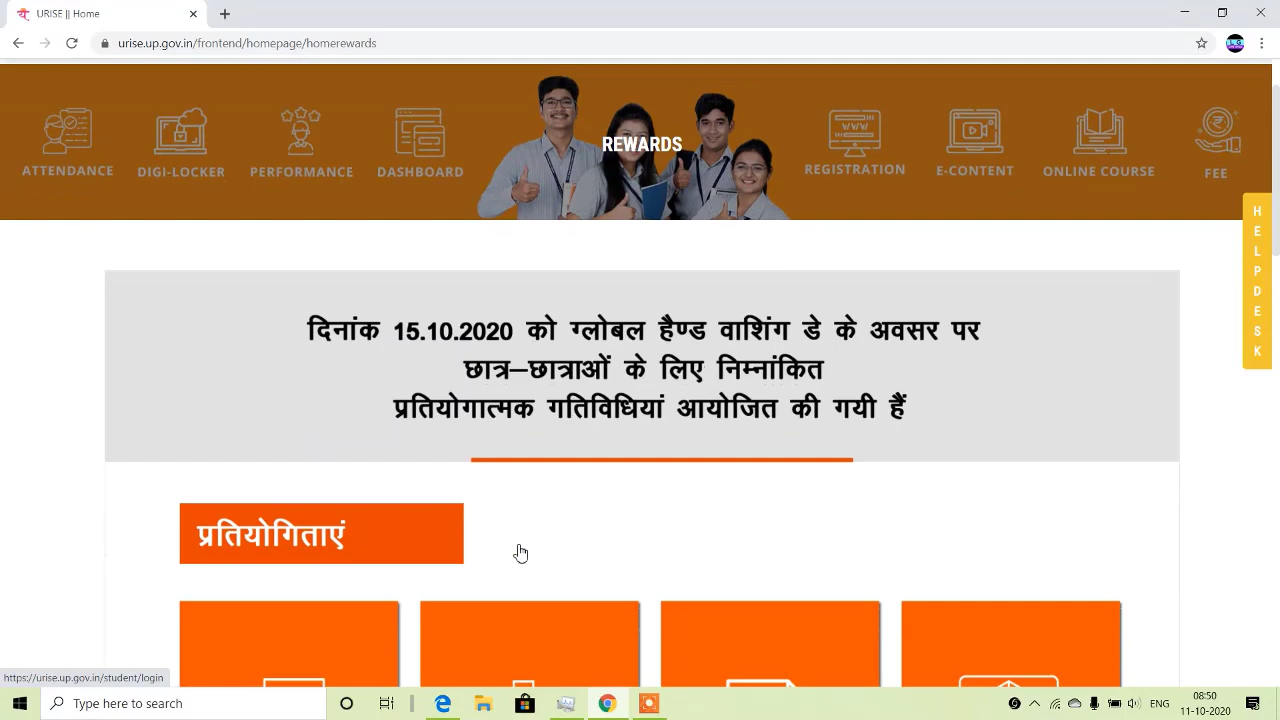 URISE || Home
urise.up.gov.in/frontend/homepage/homerewards
REWARDS
ATTENDANCE
DIGI-LOCKER
PERFORMANCE
DASHBOARD
REGISTRATION
WWW
E-CONTENT
ONLINE COURSE
FEE
HELPDESK
दिनांक 15.10.2020 को ग्लोबल हैण्ड वाशिंग डे के अवसर पर
छात्र–छात्राओं के लिए निम्नांकित
प्रतियोगात्मक गतिविधियां आयोजित की गयी हैं
प्रतियोगिताएं
https://urise.up.gov.in/student/login
Type here to search
ENG
08:50
11-10-2020